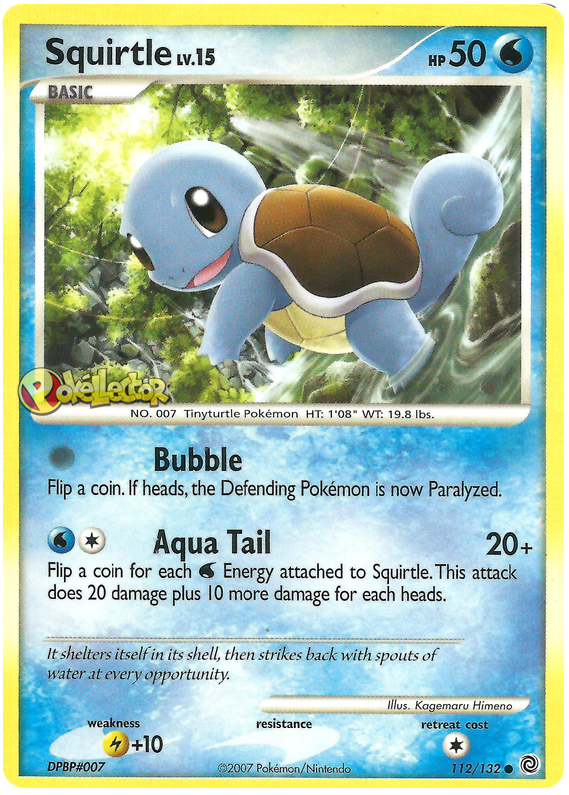 Squirtle LV.15
HP 50
BASIC
PokéLLector
NO. 007 Tinyturtle Pokémon HT: 1'08" WT: 19.8 lbs.
Bubble
Flip a coin. If heads, the Defending Pokémon is now Paralyzed.
Aqua Tail 20+
Flip a coin for each Energy attached to Squirtle. This attack
does 20 damage plus 10 more damage for each heads.
It shelters itself in its shell, then strikes back with spouts of
water at every opportunity.
Illus. Kagemaru Himeno
weakness resistance retreat cost
+10
DPBP#007 ©2007 Pokémon/Nintendo 112/132